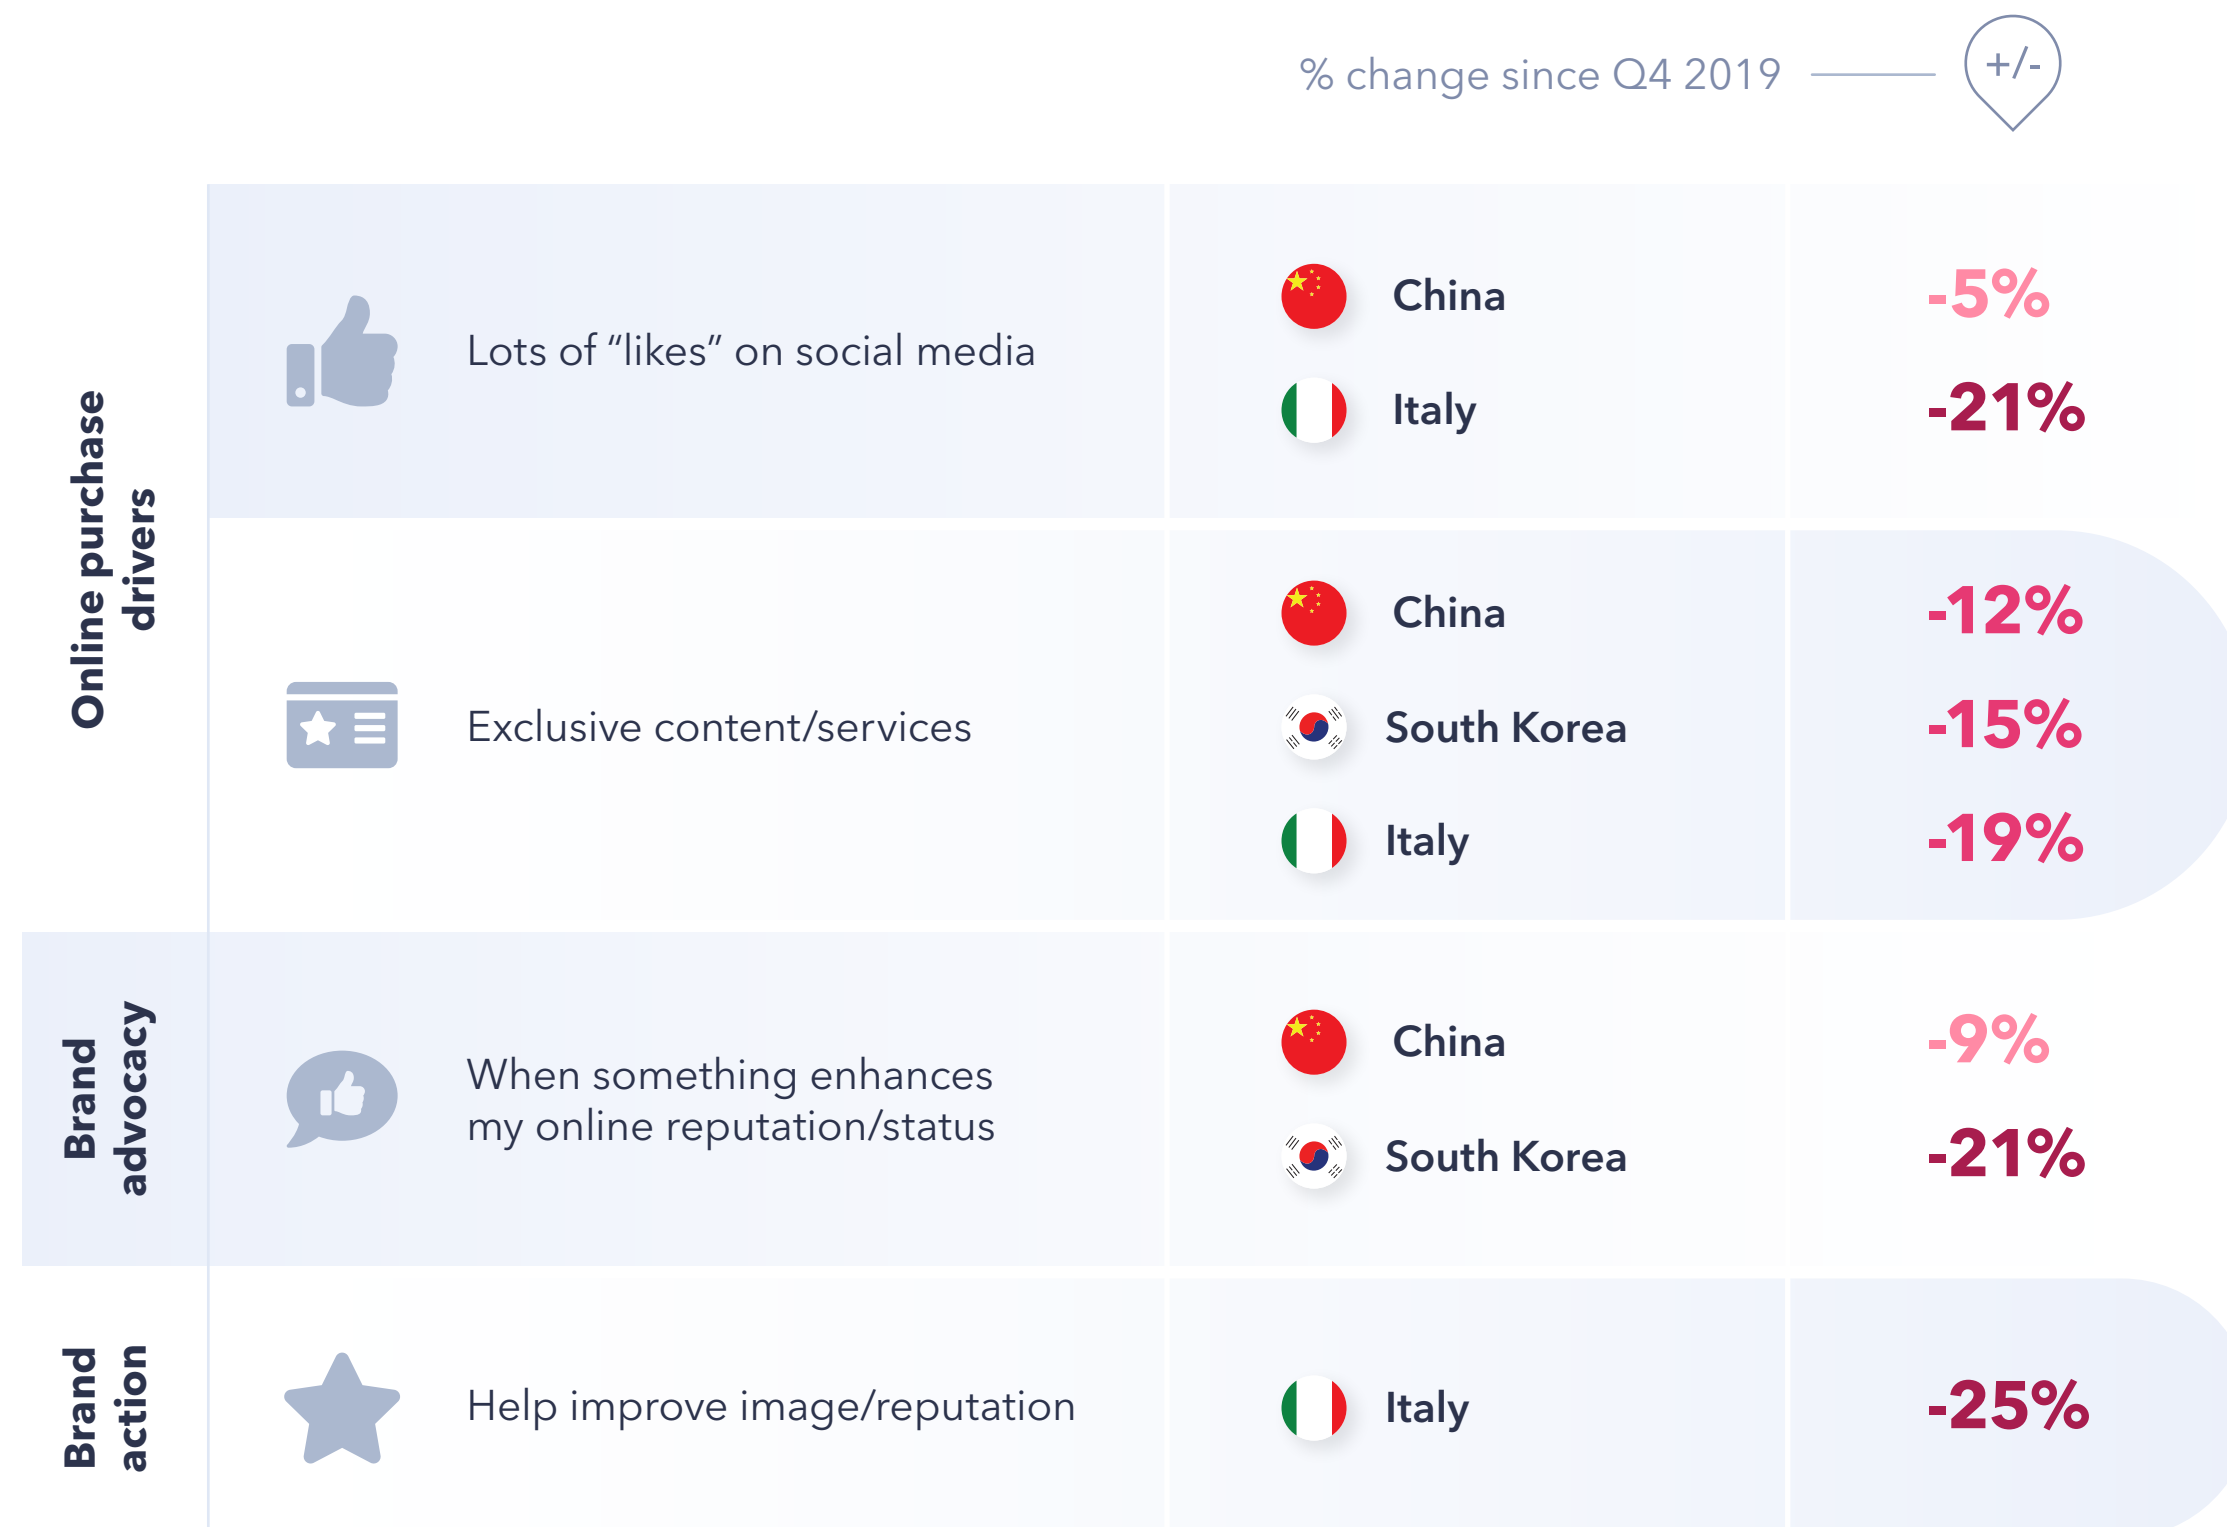 % change since Q4 2019
+/-
Online purchase
drivers
Lots of “likes” on social media
China
-5%
Italy
-21%
Exclusive content/services
China
-12%
South Korea
-15%
Italy
-19%
Brand
advocacy
When something enhances
my online reputation/status
China
-9%
South Korea
-21%
Brand
action
Help improve image/reputation
Italy
-25%